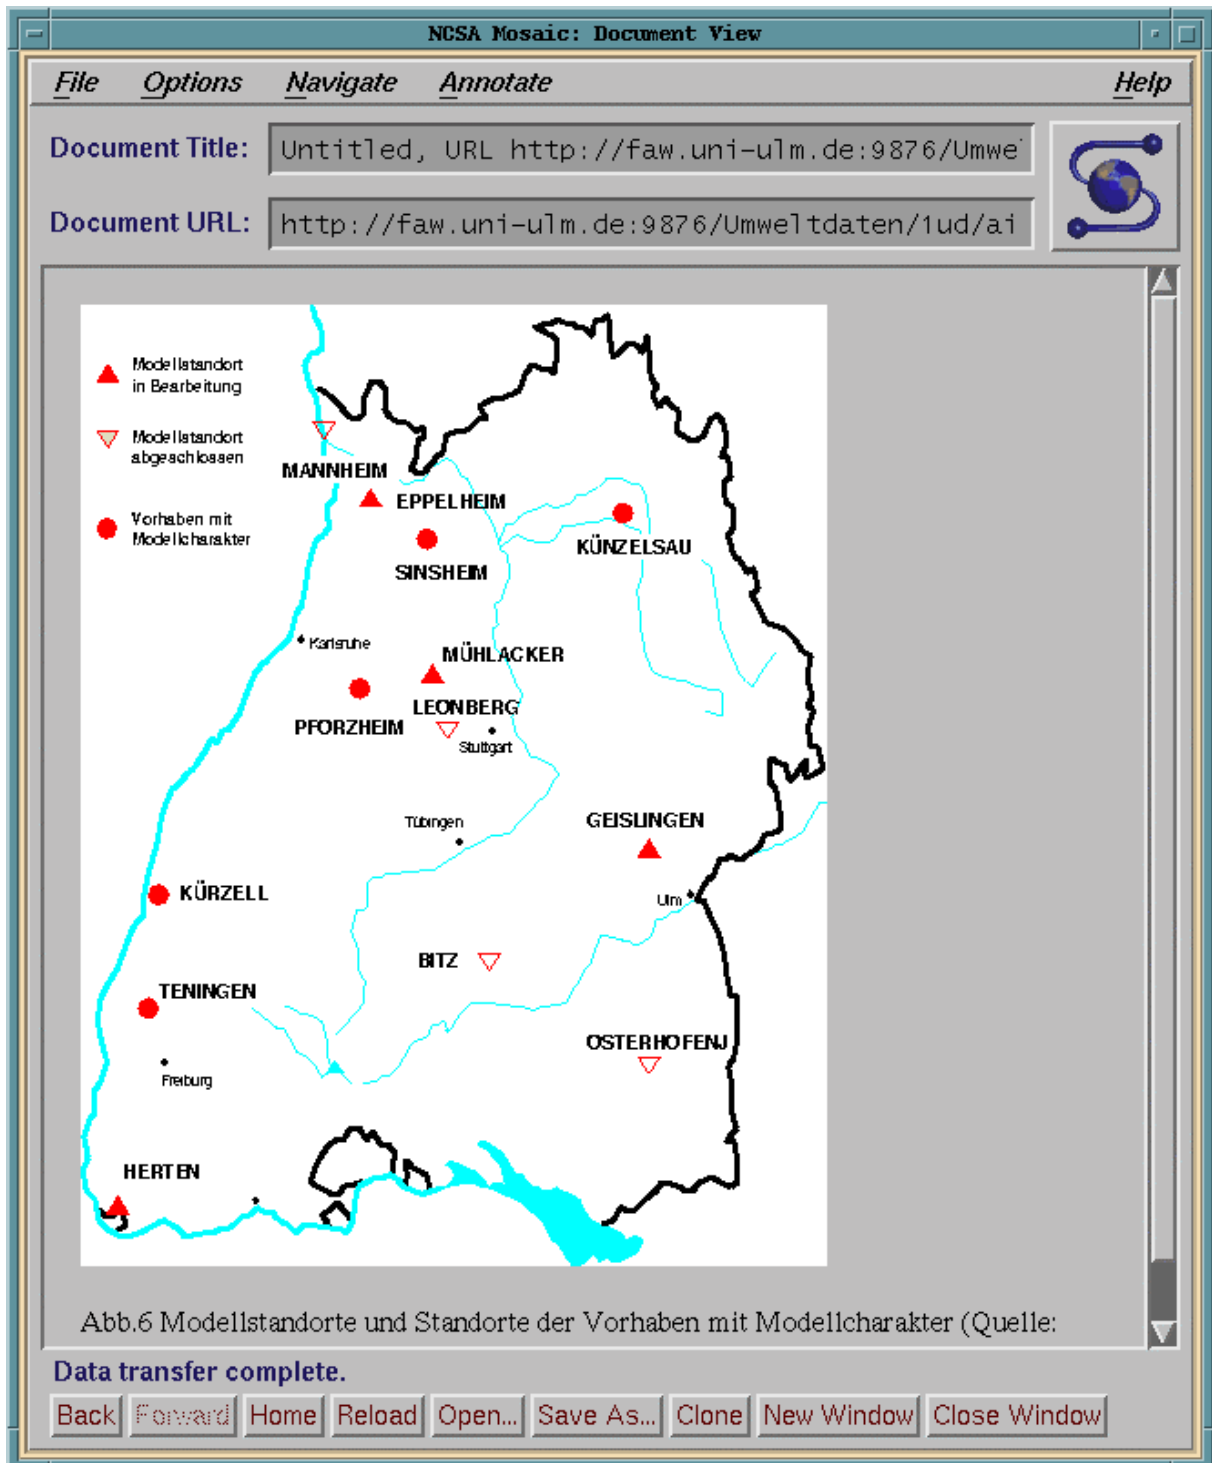 NCSA Mosaic: Document View
File Options Navigate Annotate Help
Document Title: Untitled, URL http://faw.uni-ulm.de:9876/Umwe
Document URL: http://faw.uni-ulm.de:9876/Umweltdaten/1ud/ai
Modellstandort
in Bearbeitung
Modellstandort
abgeschlossen
Vorhaben mit
Modellcharakter
MANNHEIM
EPPELHEIM
SINSHEIM
KÜNZELSAU
Karlsruhe
MÜHLACKER
LEONBERG
PFORZHEIM
Stuttgart
Tübingen
GEISLINGEN
KÜRZELL
Ulm
BITZ
TENINGEN
OSTERHOFENJ
Freiburg
HERTEN
Abb.6 Modellstandorte und Standorte der Vorhaben mit Modellcharakter (Quelle:
Data transfer complete.
Back Forward Home Reload Open... Save As... Clone New Window Close Window